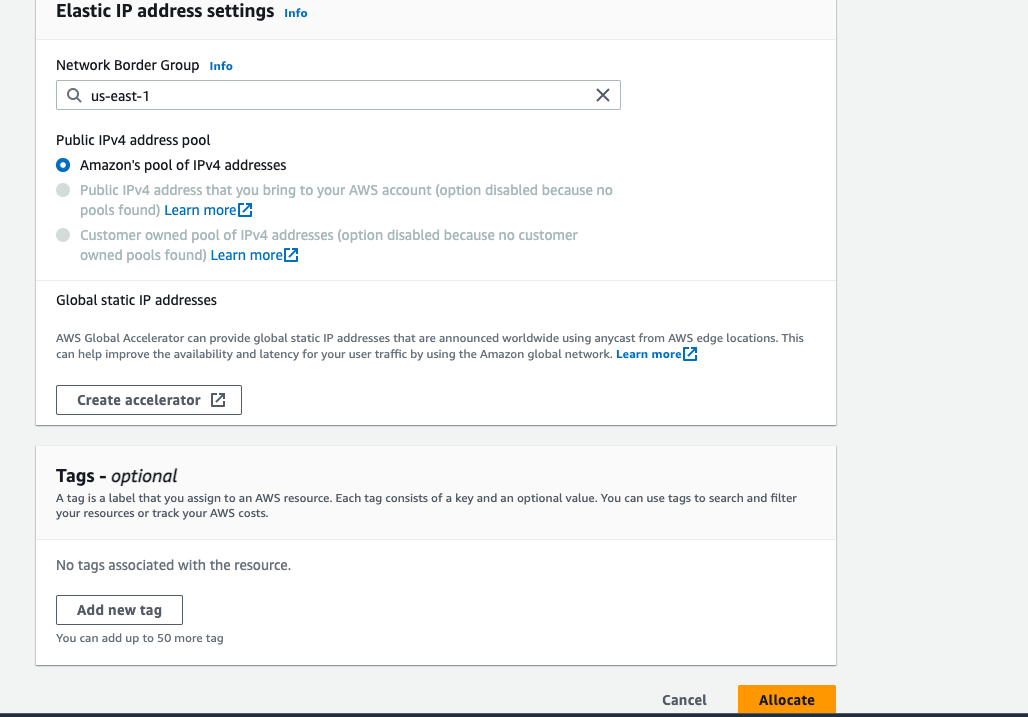 Elastic IP address settings Info
Network Border Group Info
us-east-1
Public IPv4 address pool
Amazon's pool of IPv4 addresses
Public IPv4 address that you bring to your AWS account (option disabled because no
pools found) Learn more
Customer owned pool of IPv4 addresses (option disabled because no customer
owned pools found) Learn more
Global static IP addresses
AWS Global Accelerator can provide global static IP addresses that are announced worldwide using anycast from AWS edge locations. This
can help improve the availability and latency for your user traffic by using the Amazon global network. Learn more
Create accelerator
Tags - optional
A tag is a label that you assign to an AWS resource. Each tag consists of a key and an optional value. You can use tags to search and filter
your resources or track your AWS costs.
No tags associated with the resource.
Add new tag
You can add up to 50 more tag
Cancel Allocate